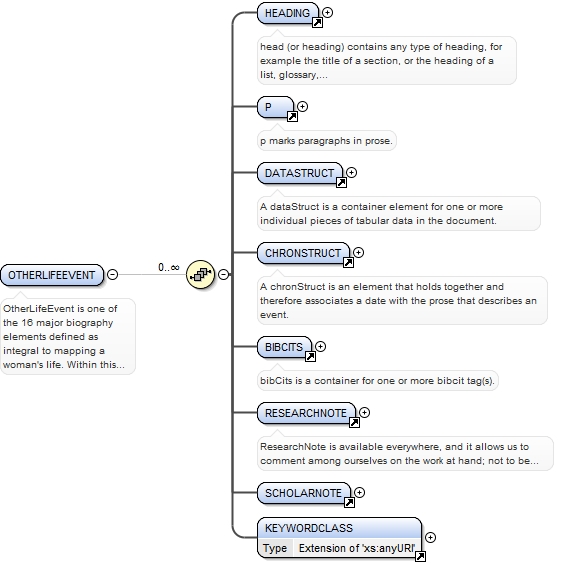 HEADING
head (or heading) contains any type of heading, for
example the title of a section, or the heading of a
list, glossary,...
P
p marks paragraphs in prose.
DATASTRUCT
A dataStruct is a container element for one or more
individual pieces of tabular data in the document.
CHRONSTRUCT
A chronStruct is an element that holds together and
therefore associates a date with the prose that describes an
event.
OTHERLIFEEVENT
0..∞
OtherLifeEvent is one of
the 16 major biography
elements defined as
integral to mapping a
woman's life. Within this...
BIBCITS
bibCits is a container for one or more bibcit tag(s).
RESEARCHNOTE
ResearchNote is available everywhere, and it allows us to
comment among ourselves on the work at hand; not to be...
SCHOLARNOTE
KEYWORDCLASS
Type Extension of 'xs:anyURI'